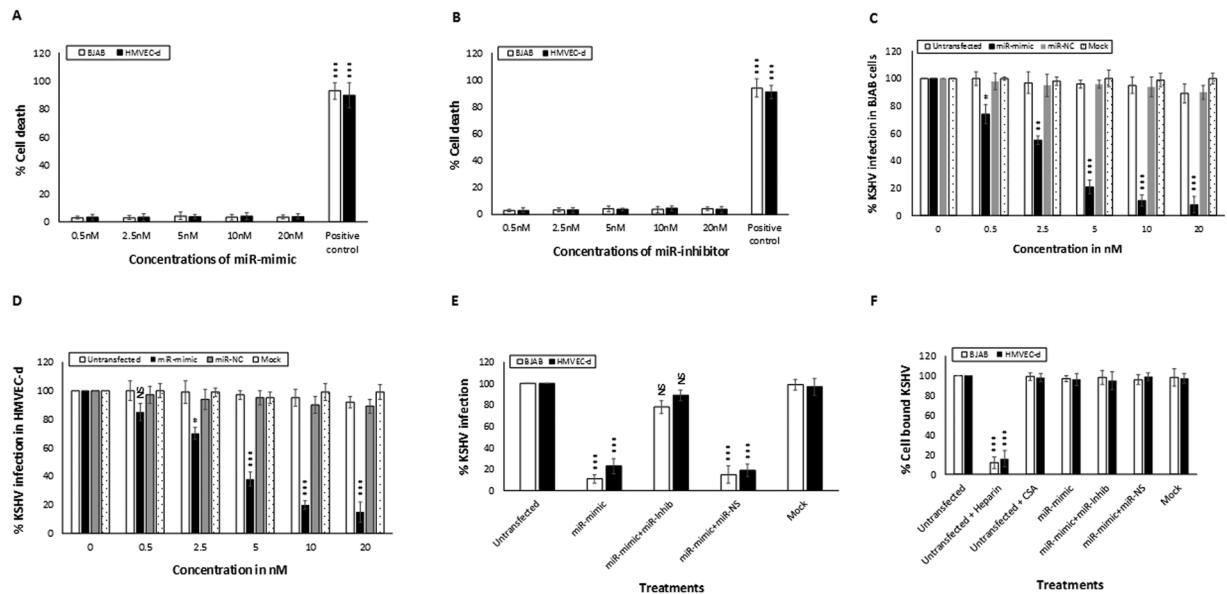 A
BJAB HMVEC-d
% Cell death
120
100
80
60
40
20
0
*** ***
0.5nM 2.5nM 5nM 10nM 20nM Positive control
Concentrations of miR-mimic
B
BJAB HMVEC-d
% Cell death
120
100
80
60
40
20
0
*** ***
0.5nM 2.5nM 5nM 10nM 20nM Positive control
Concentrations of miR-inhibitor
C
Untransfected miR-mimic miR-NC Mock
% KSHV infection in BJAB cells
120
100
80
60
40
20
0
* ** *** *** ***
0 0.5 2.5 5 10 20
Concentration in nM
D
Untransfected miR-mimic miR-NC Mock
% KSHV infection in HMVEC-d
120
100
80
60
40
20
0
NS * *** *** ***
0 0.5 2.5 5 10 20
Concentration in nM
E
BJAB HMVEC-d
% KSHV infection
120
100
80
60
40
20
0
*** *** NS NS *** ***
Untransfected
miR-mimic
miR-mimic+miR-Inhib
miR-mimic+miR-NS
Mock
Treatments
F
BJAB HMVEC-d
% Cell bound KSHV
120
100
80
60
40
20
0
*** ***
Untransfected
Untransfected + Heparin
Untransfected + CSA
miR-mimic
miR-mimic+miR-Inhib
miR-mimic+miR-NS
Mock
Treatments